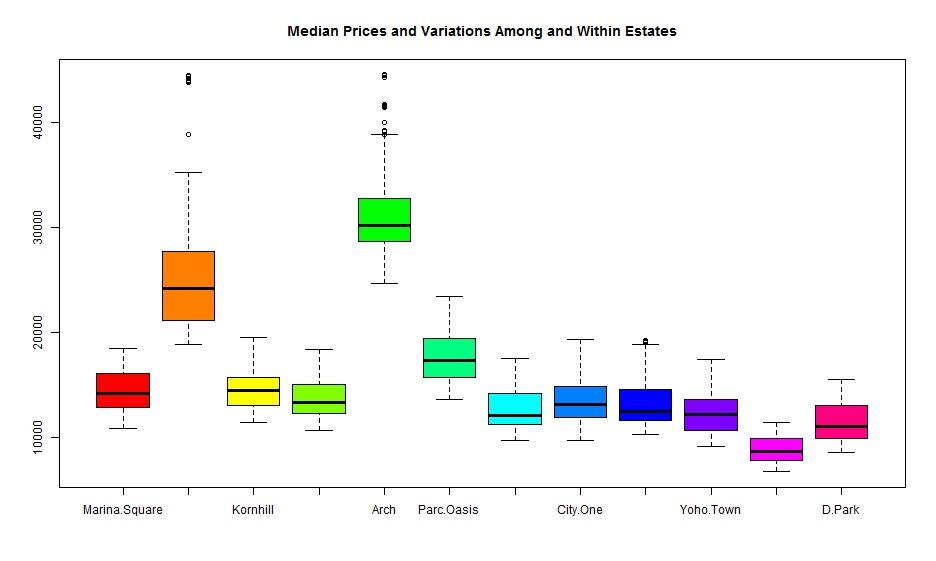 Median Prices and Variations Among and Within Estates
40000
30000
20000
10000
Marina.Square Kornhill Arch Parc.Oasis City.One Yoho.Town D.Park